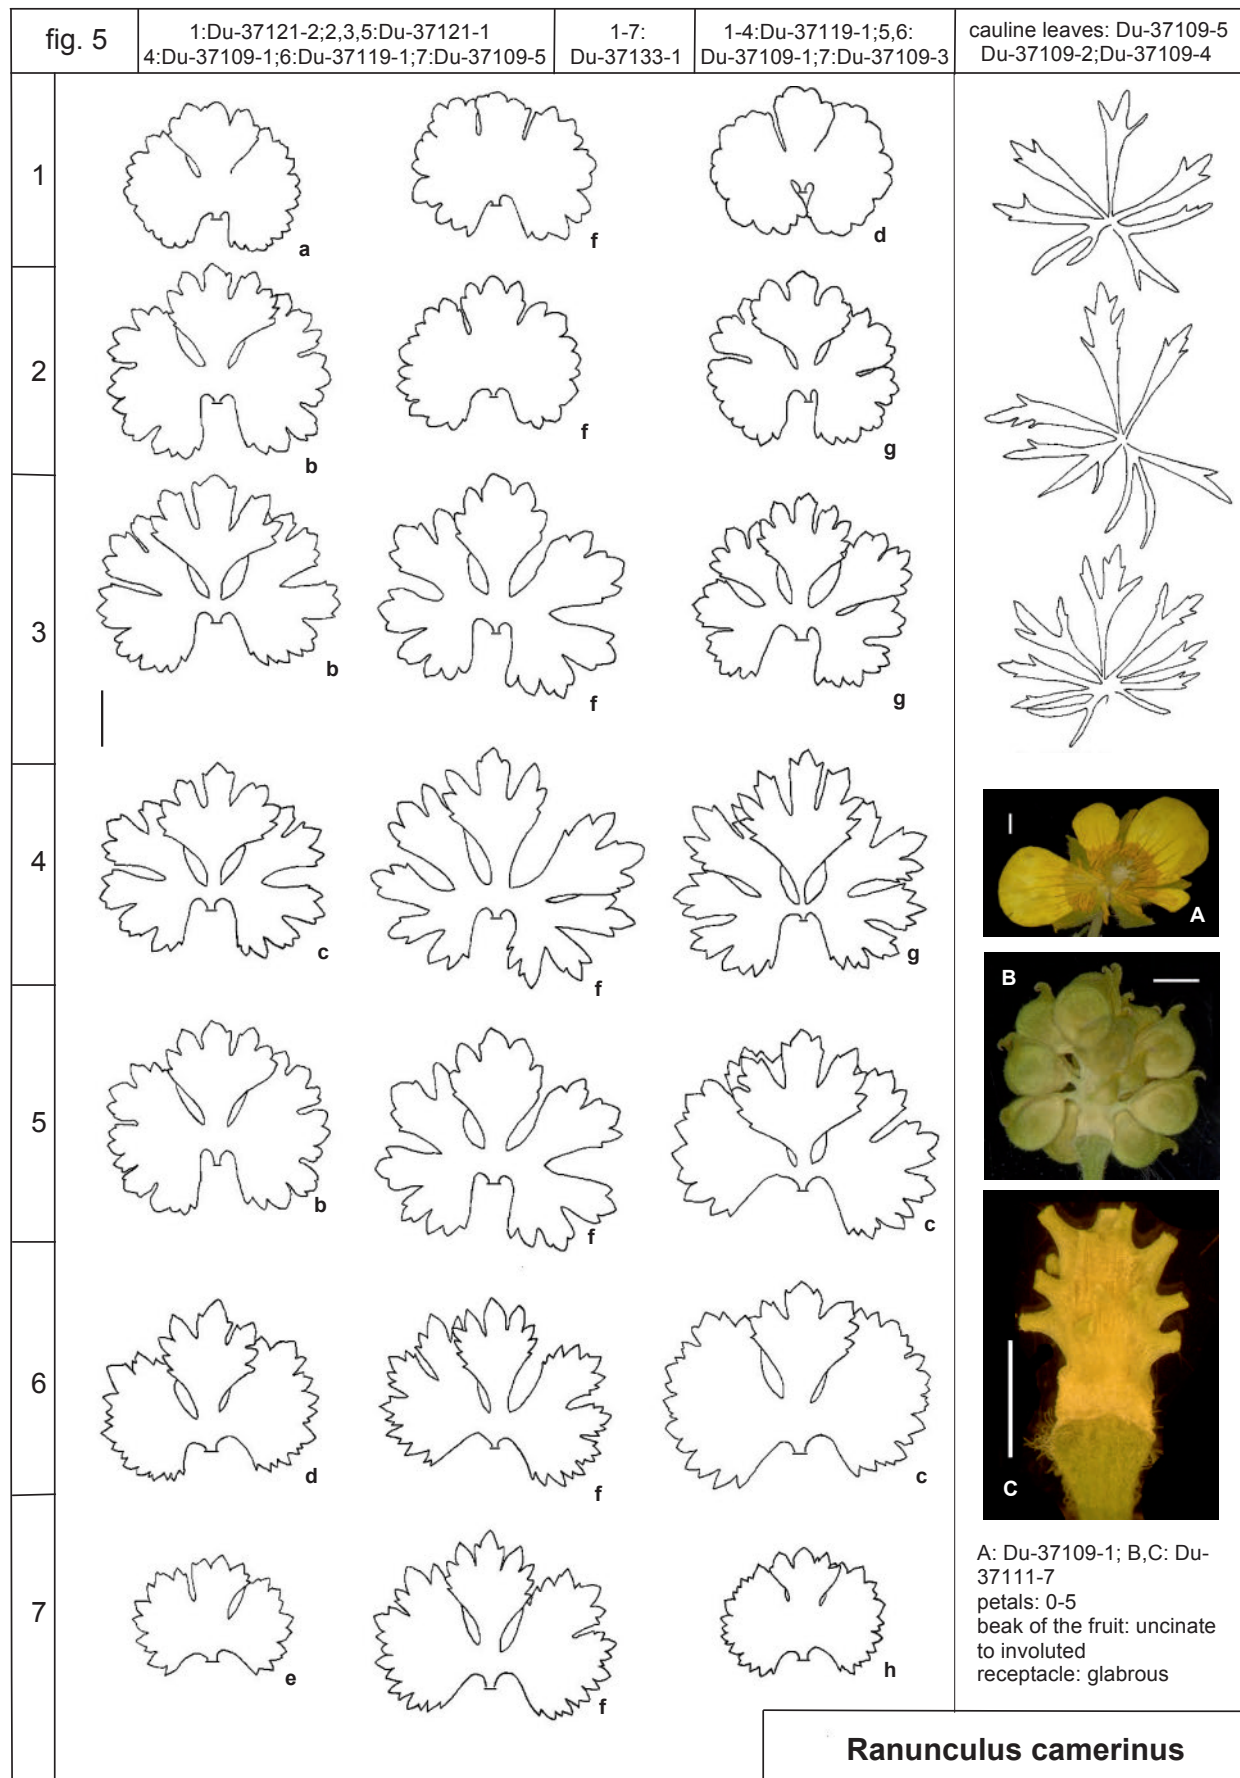 fig. 5
1:Du-37121-2;2,3,5:Du-37121-1
4:Du-37109-1;6:Du-37119-1;7:Du-37109-5
1-7:
Du-37133-1
1-4:Du-37119-1;5,6:
Du-37109-1;7:Du-37109-3
cauline leaves: Du-37109-5
Du-37109-2;Du-37109-4
1
a
f
d
2
b
f
g
3
b
f
g
4
c
f
g
5
b
f
c
6
d
f
c
7
e
f
h
A
B
C
A: Du-37109-1; B,C: Du-
37111-7
petals: 0-5
beak of the fruit: uncinate
to involuted
receptacle: glabrous
Ranunculus camerinus